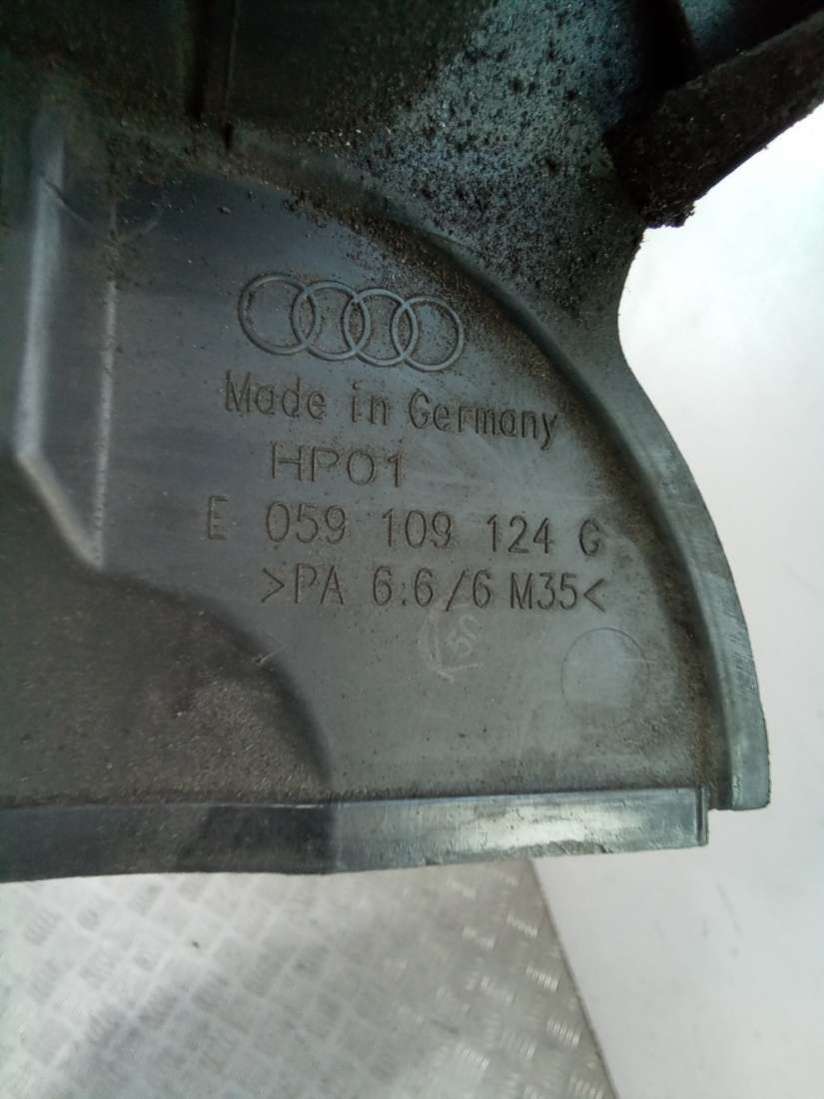 Made in Germany
HP01
E 059 109 124 G
>PA 6.6/6 M35<